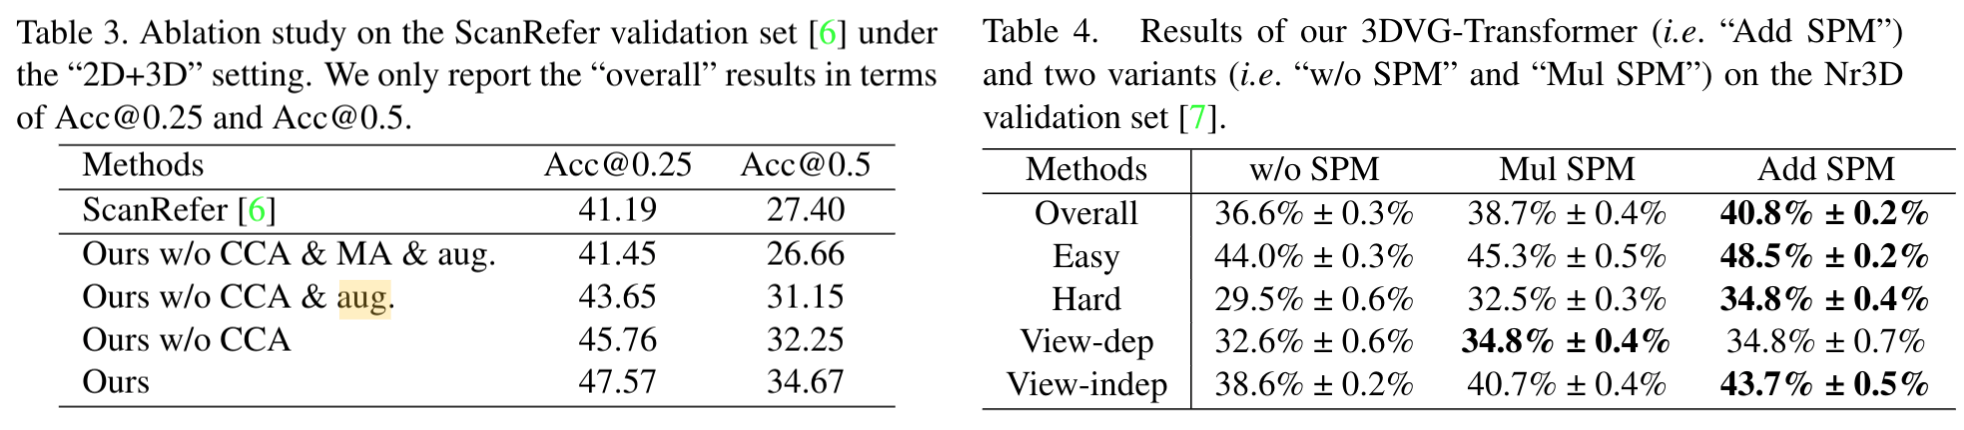 Table 3. Ablation study on the ScanRefer validation set [6] under
the “2D+3D” setting. We only report the “overall” results in terms
of Acc@0.25 and Acc@0.5.
Methods Acc@0.25 Acc@0.5
ScanRefer [6] 41.19 27.40
Ours w/o CCA & MA & aug. 41.45 26.66
Ours w/o CCA & aug. 43.65 31.15
Ours w/o CCA 45.76 32.25
Ours 47.57 34.67
Table 4. Results of our 3DVG-Transformer (i.e. “Add SPM”)
and two variants (i.e. “w/o SPM” and “Mul SPM”) on the Nr3D
validation set [7].
Methods w/o SPM Mul SPM Add SPM
Overall 36.6% ± 0.3% 38.7% ± 0.4% 40.8% ± 0.2%
Easy 44.0% ± 0.3% 45.3% ± 0.5% 48.5% ± 0.2%
Hard 29.5% ± 0.6% 32.5% ± 0.3% 34.8% ± 0.4%
View-dep 32.6% ± 0.6% 34.8% ± 0.4% 34.8% ± 0.7%
View-indep 38.6% ± 0.2% 40.7% ± 0.4% 43.7% ± 0.5%